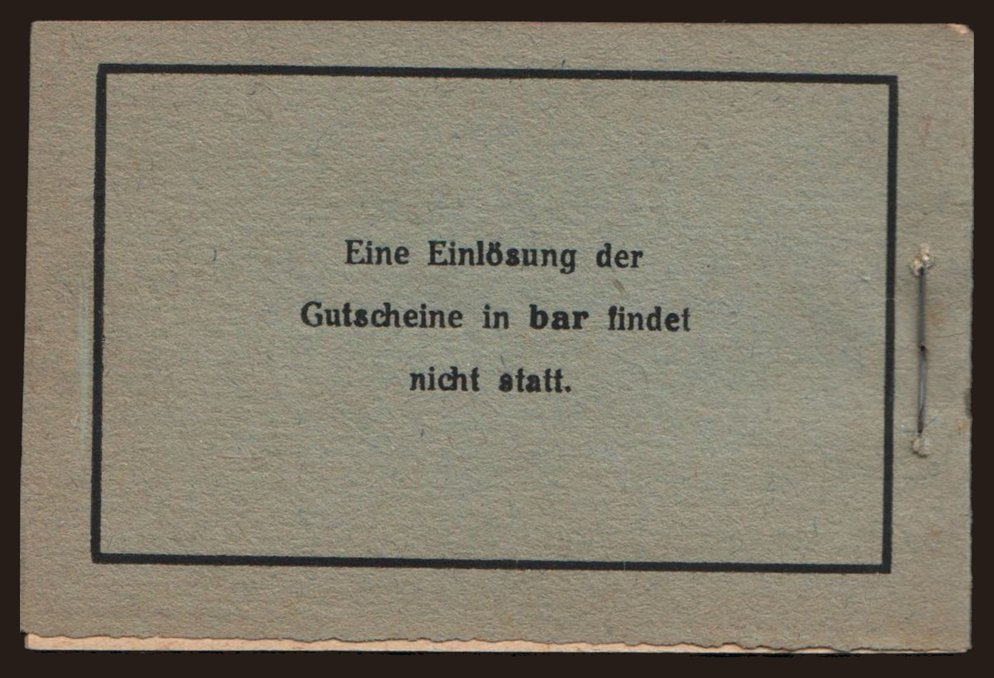 Eine Einlösung der
Gutscheine in bar findet
nicht statt.